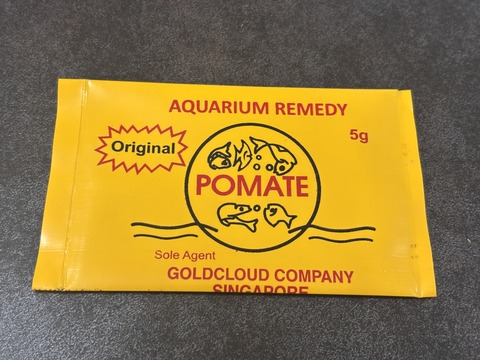 AQUARIUM REMEDY
5g
Original
POMATE
Sole Agent
GOLDCLOUD COMPANY
SINGAPORE